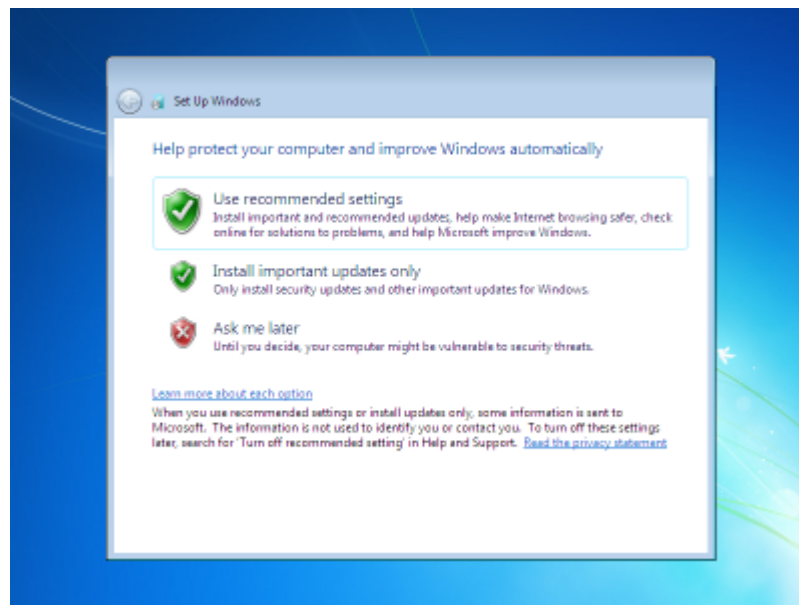 Set Up Windows
Help protect your computer and improve Windows automatically
Use recommended settings
Install important and recommended updates, help make Internet browsing safer, check
online for solutions to problems, and help Microsoft improve Windows.
Install important updates only
Only install security updates and other important updates for Windows.
Ask me later
Until you decide, your computer might be vulnerable to security threats.
Learn more about each option
When you use recommended settings or install updates only, some information is sent to
Microsoft. The information is not used to identify you or contact you. To turn off these settings
later, search for 'Turn off recommended setting' in Help and Support. Read the privacy statement